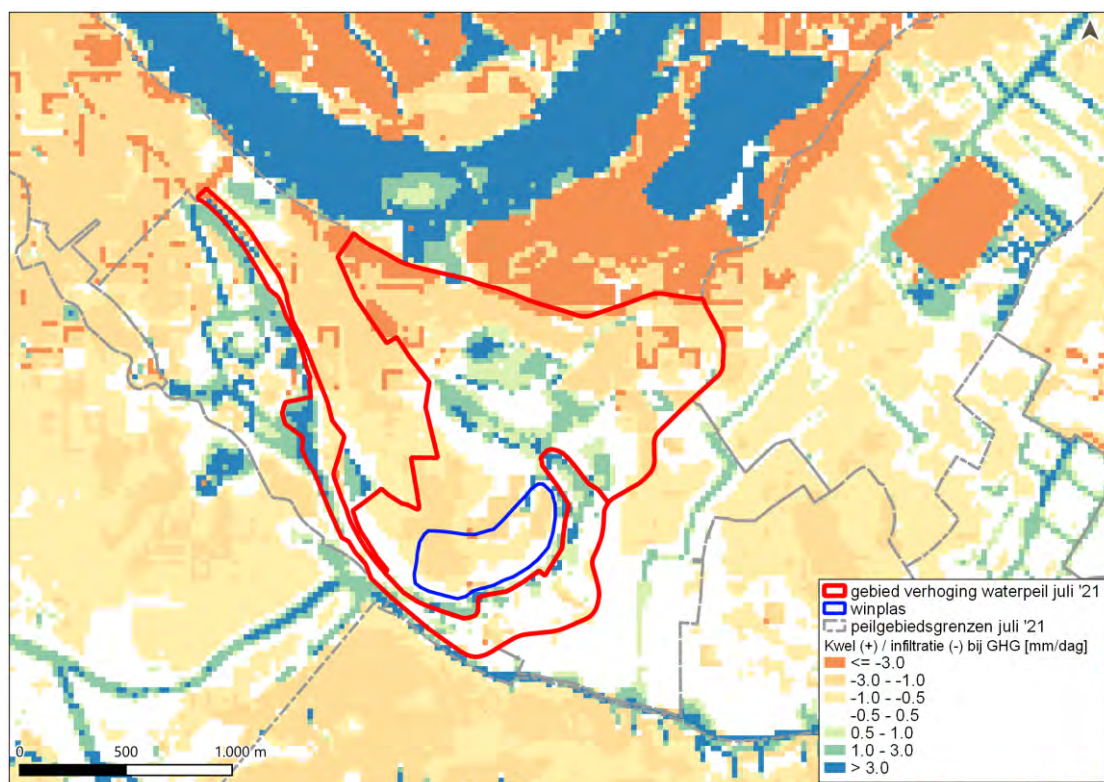 N
gebied verhoging waterpeil juli '21
winplas
peilgebiedsgrenzen juli '21
Kwel (+) / infiltratie (-) bij GHG [mm/dag]
<= -3.0
-3.0 - -1.0
-1.0 - -0.5
-0.5 - 0.5
0.5 - 1.0
1.0 - 3.0
> 3.0
0 500 1.000 m